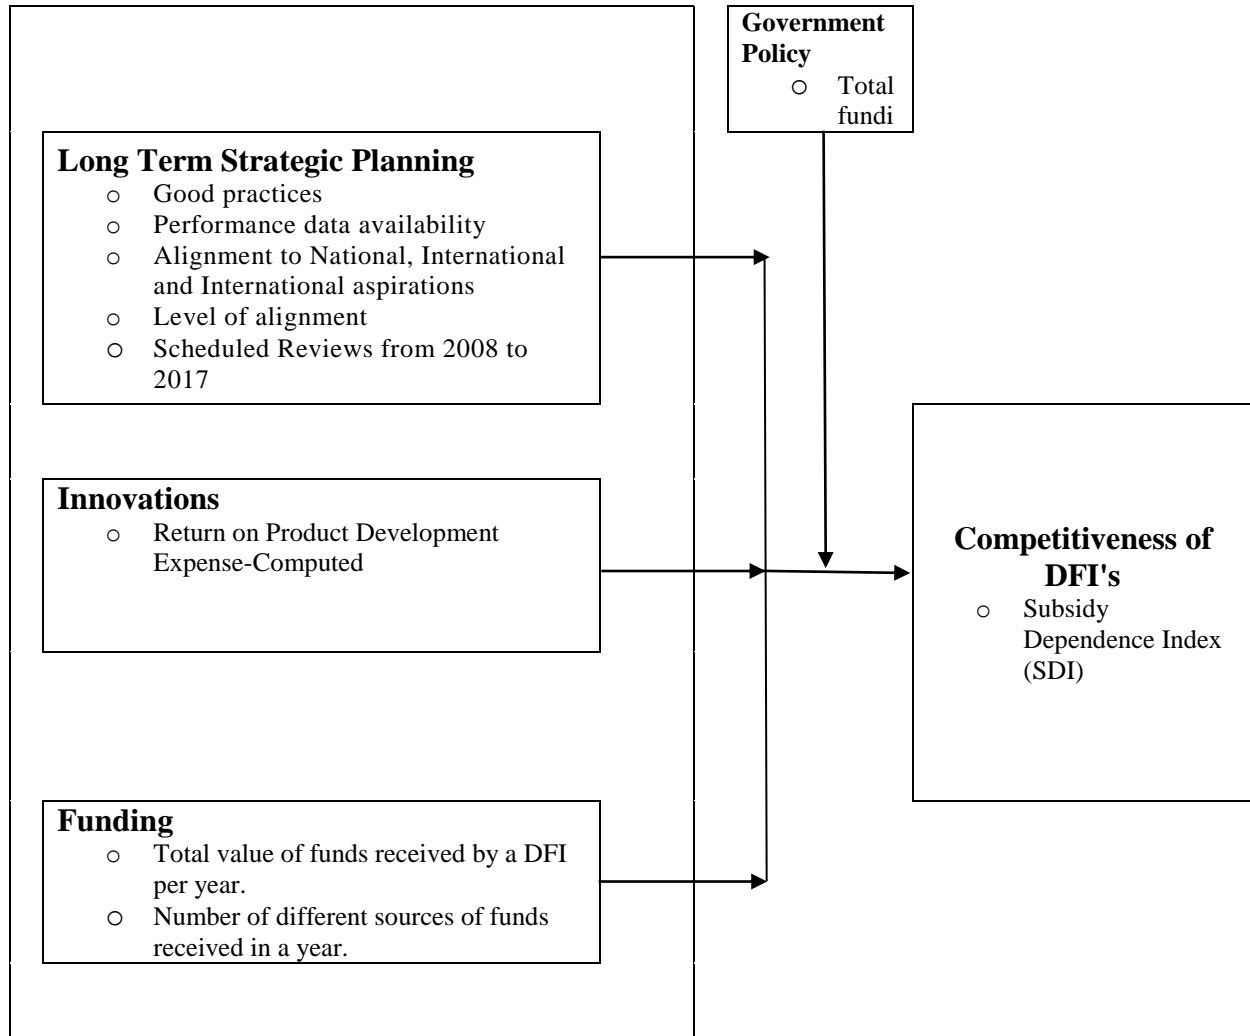 Government
Policy
o Total
fundi
Long Term Strategic Planning
o Good practices
o Performance data availability
o Alignment to National, International
and International aspirations
o Level of alignment
o Scheduled Reviews from 2008 to
2017
Innovations
o Return on Product Development
Expense-Computed
Competitiveness of
DFI's
o Subsidy
Dependence Index
(SDI)
Funding
o Total value of funds received by a DFI
per year.
o Number of different sources of funds
received in a year.